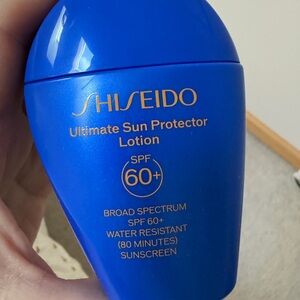 SHISEIDO
Ultimate Sun Protector
Lotion
SPF
60+
BROAD SPECTRUM
SPF 60+
WATER RESISTANT
(80 MINUTES)
SUNSCREEN